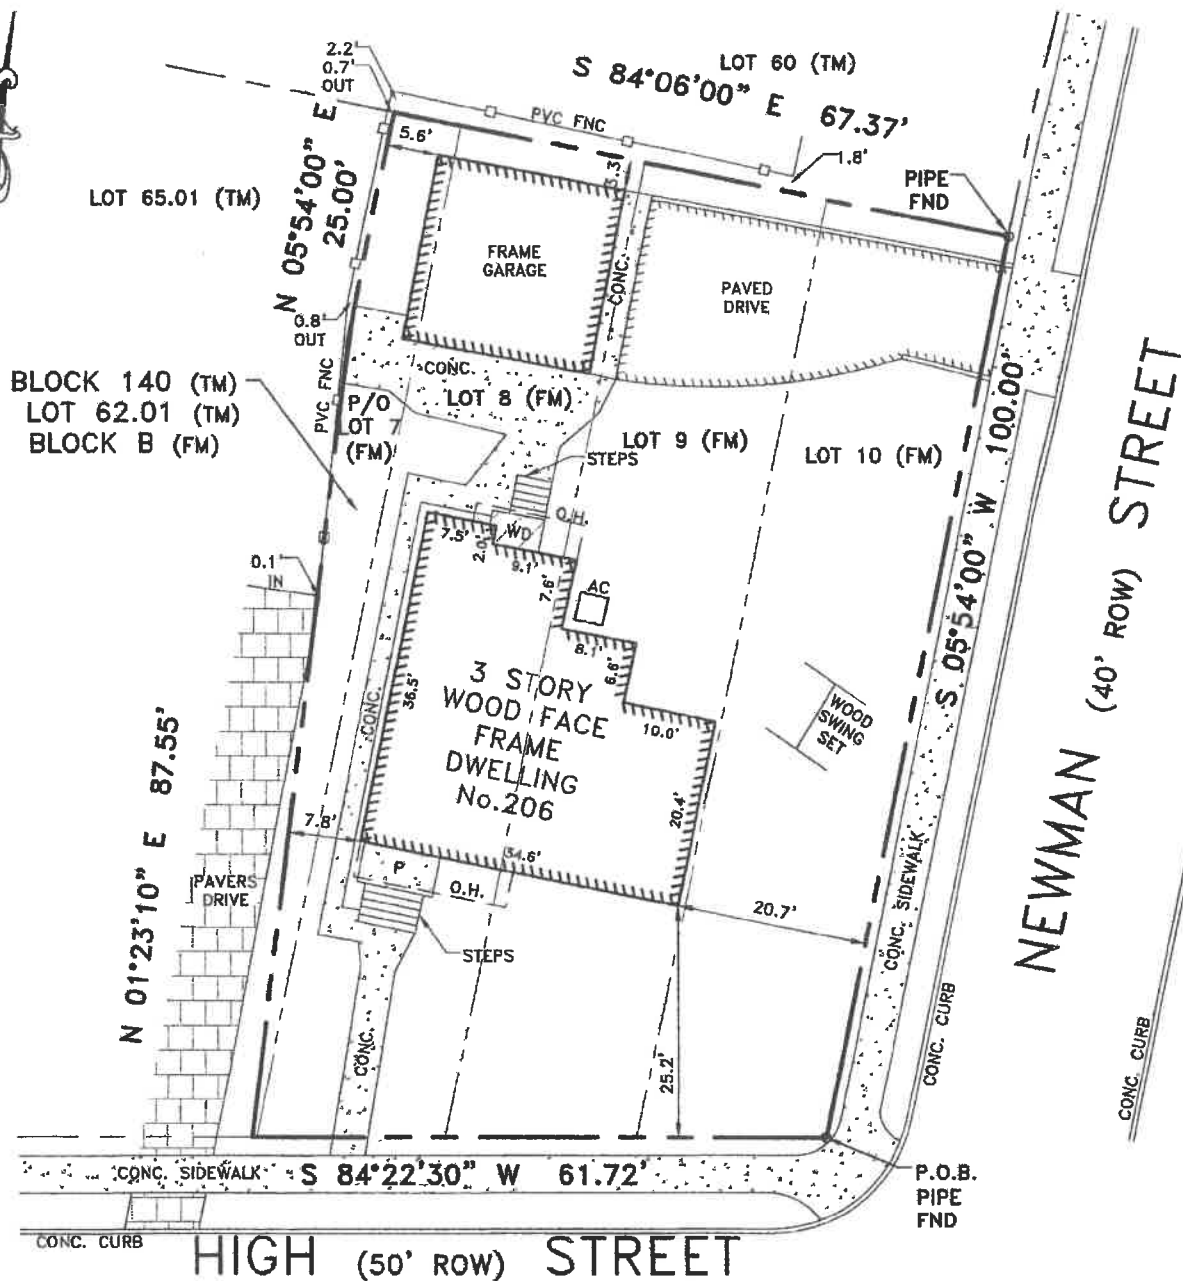 LOT 60 (TM)
S 84°06'00" E 67.37'
2.2'
0.7'
OUT
PVC FNC
5.6'
1.8'
PIPE
FND
LOT 65.01 (TM)
N 05°54'00" E
25.00'
FRAME
GARAGE
CONC.
PAVED
DRIVE
0.8'
OUT
CONC.
BLOCK 140 (TM)
LOT 62.01 (TM)
BLOCK B (FM)
PVC FNC
P/O
LOT 7
(FM)
LOT 8 (FM)
LOT 9 (FM)
LOT 10 (FM)
STEPS
O.H.
WD
7.5'
2.0'
9.1'
7.6'
AC
8.1'
6.6'
10.0'
0.1'
IN
S 05°54'00" W 100.00'
NEWMAN (40' ROW) STREET
WOOD
SWING
SET
36.5'
CONC.
3 STORY
WOOD FACE
FRAME
DWELLING
No.206
20.4'
N 01°23'10" E 87.55'
7.8'
34.6'
P
O.H.
PAVERS
DRIVE
STEPS
20.7'
CONC. SIDEWALK
CONC.
25.2'
CONC. CURB
CONC. CURB
CONC. SIDEWALK
S 84°22'30" W 61.72'
P.O.B.
PIPE
FND
CONC. CURB
HIGH (50' ROW) STREET